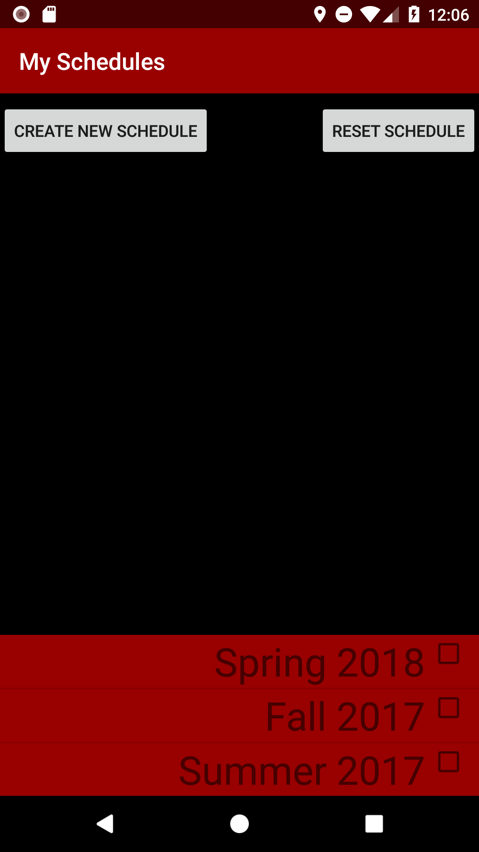 12:06
My Schedules
CREATE NEW SCHEDULE
RESET SCHEDULE
Spring 2018
Fall 2017
Summer 2017